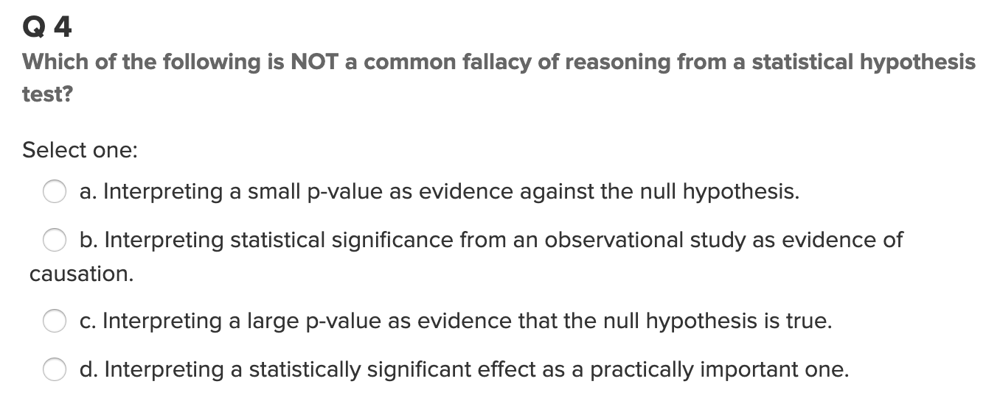 Q 4
Which of the following is NOT a common fallacy of reasoning from a statistical hypothesis
test?
Select one:
a. Interpreting a small p-value as evidence against the null hypothesis.
b. Interpreting statistical significance from an observational study as evidence of
causation.
c. Interpreting a large p-value as evidence that the null hypothesis is true.
d. Interpreting a statistically significant effect as a practically important one.